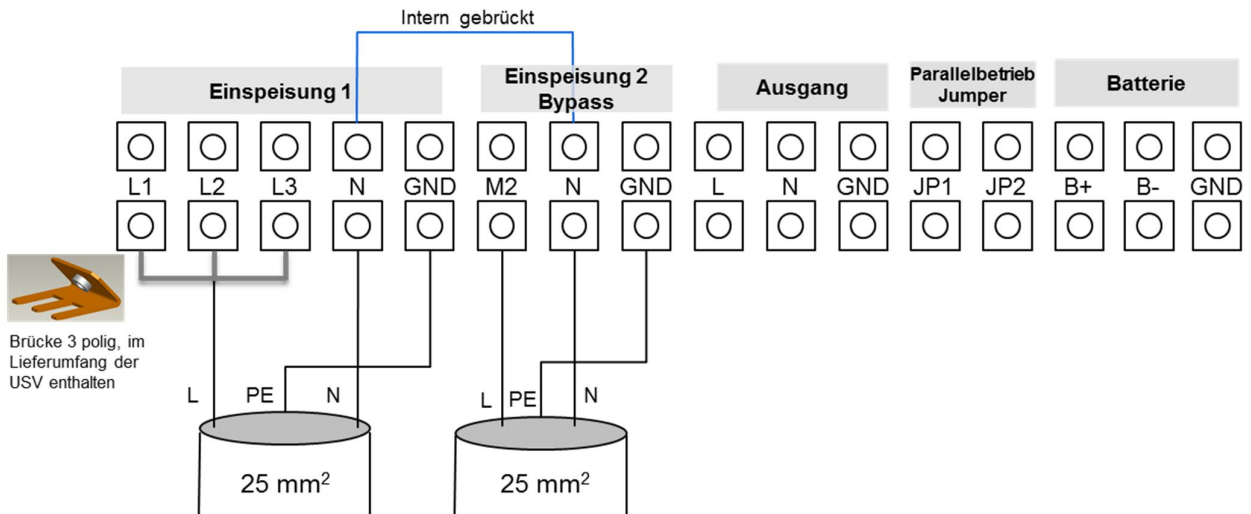 Intern gebrückt
Einspeisung 1
Einspeisung 2
Bypass
Ausgang
Parallelbetrieb
Jumper
Batterie
L1 L2 L3 N GND M2 N GND L N GND JP1 JP2 B+ B- GND
Brücke 3 polig, im
Lieferumfang der
USV enthalten
L PE N
L PE N
25 mm²
25 mm²